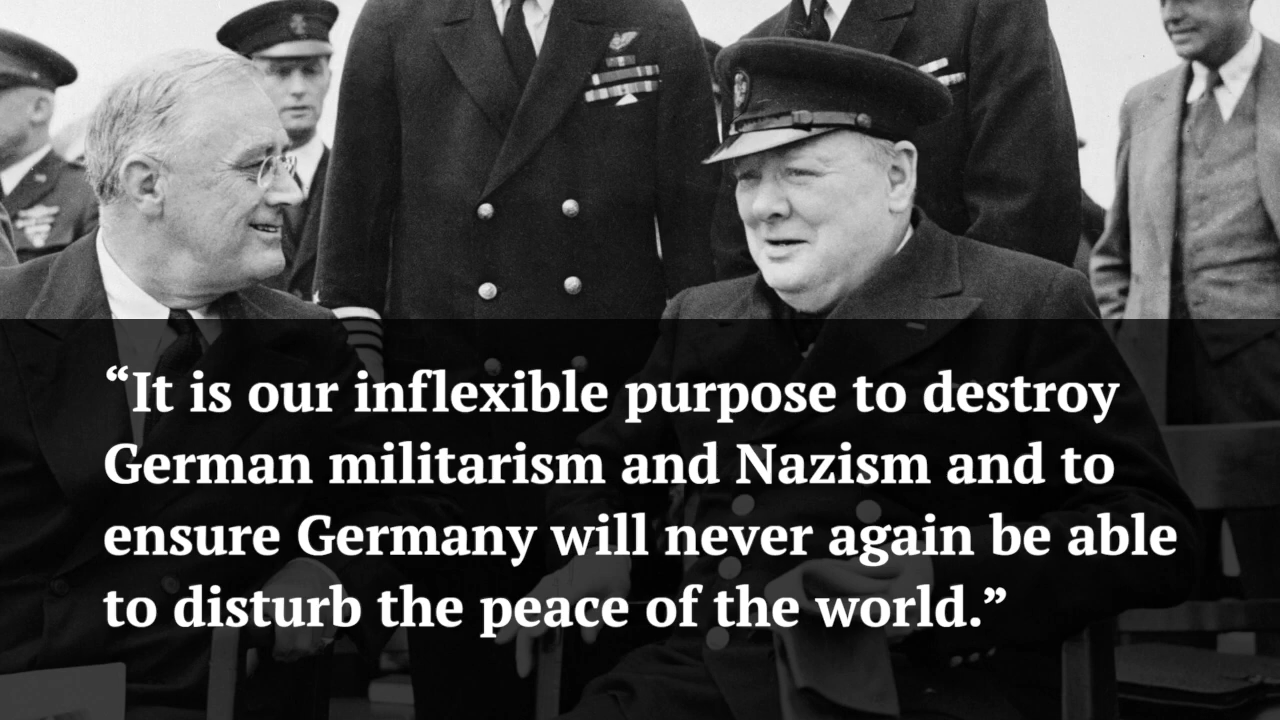 “It is our inflexible purpose to destroy
German militarism and Nazism and to
ensure Germany will never again be able
to disturb the peace of the world.”